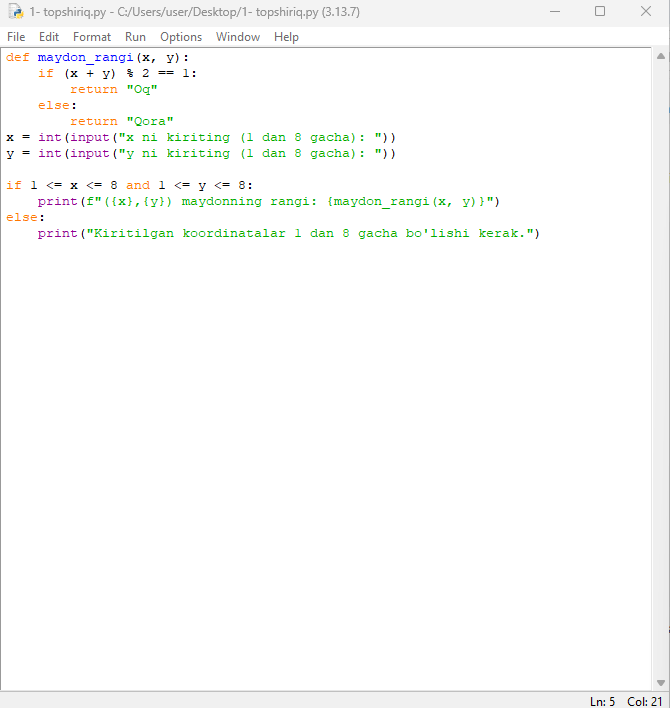 1- topshiriq.py - C:/Users/user/Desktop/1- topshiriq.py (3.13.7)
File Edit Format Run Options Window Help
def maydon_rangi(x, y):
    if (x + y) % 2 == 1:
        return "Oq"
    else:
        return "Qora"
x = int(input("x ni kiriting (1 dan 8 gacha): "))
y = int(input("y ni kiriting (1 dan 8 gacha): "))

if 1 <= x <= 8 and 1 <= y <= 8:
    print(f"({x},{y}) maydonning rangi: {maydon_rangi(x, y)}")
else:
    print("Kiritilgan koordinatalar 1 dan 8 gacha bo'lishi kerak.")
Ln: 5 Col: 21